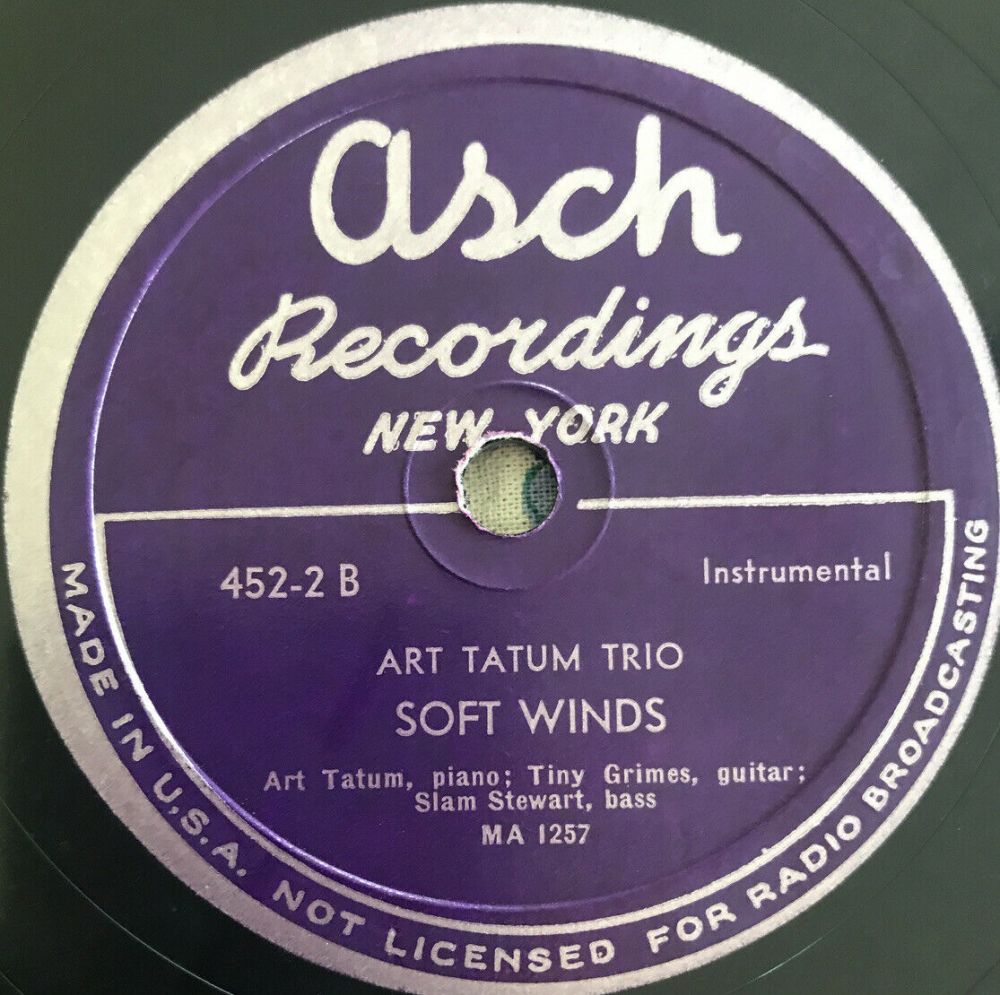 asch
Recordings
NEW YORK
452-2 B
Instrumental
ART TATUM TRIO
SOFT WINDS
Art Tatum, piano; Tiny Grimes, guitar;
Slam Stewart, bass
MA 1257
MADE IN U.S.A. NOT LICENSED FOR RADIO BROADCASTING